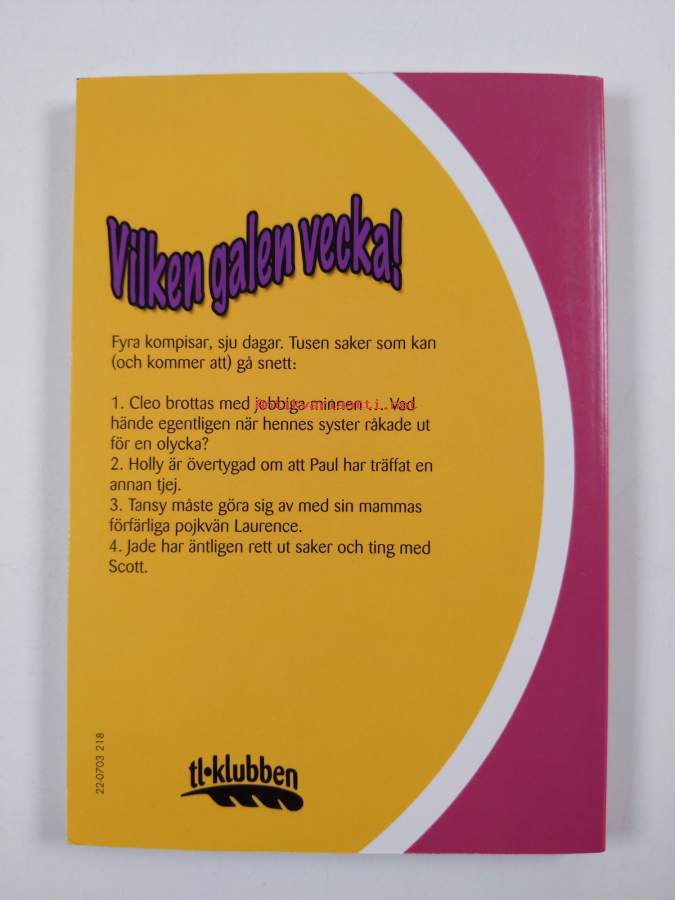 Vilken galen vecka!
Fyra kompisar, sju dagar. Tusen saker som kan
(och kommer att) gå snett:
1. Cleo brottas med jobbiga minnen ... Vad
hände egentligen när hennes syster råkade ut
för en olycka?
2. Holly är övertygad om att Paul har träffat en
annan tjej.
3. Tansy måste göra sig av med sin mammas
förfärliga pojkvän Laurence.
4. Jade har äntligen rett ut saker och ting med
Scott.
22-0703 218
tl•klubben